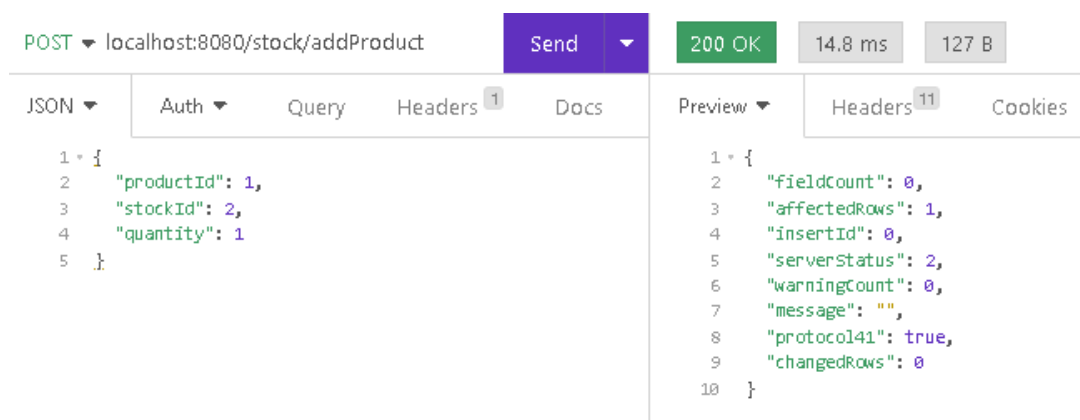 POST localhost:8080/stock/addProduct Send 200 OK 14.8 ms 127 B
JSON Auth Query Headers 1 Docs Preview Headers 11 Cookies
1 {
2 "productId": 1,
3 "stockId": 2,
4 "quantity": 1
5 }
1 {
2 "fieldCount": 0,
3 "affectedRows": 1,
4 "insertId": 0,
5 "serverStatus": 2,
6 "warningCount": 0,
7 "message": "",
8 "protocol41": true,
9 "changedRows": 0
10 }